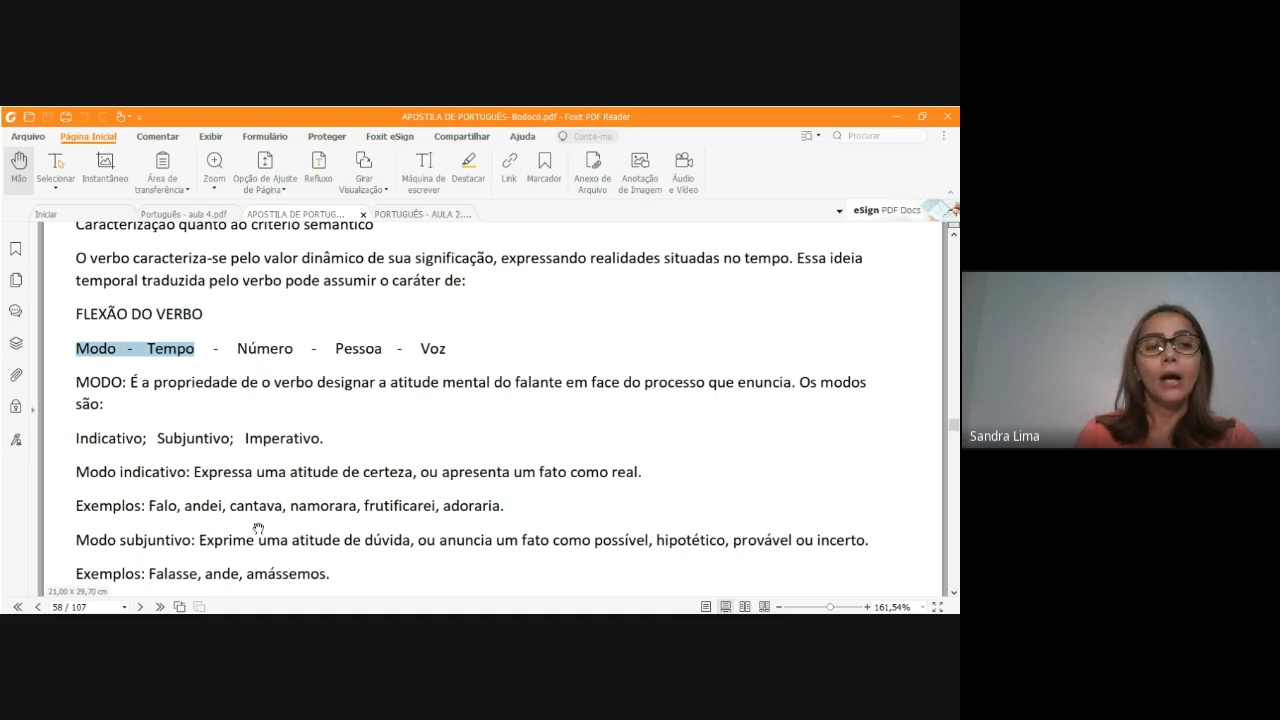 APOSTILA DE PORTUGUÊS- Bodocó.pdf - Foxit PDF Reader
Arquivo Página Inicial Comentar Exibir Formulário Proteger Foxit eSign Compartilhar Ajuda Conte-me. Procurar
Mão Selecionar Instantâneo Área de transferência Zoom Opção de Ajuste de Página Refluxo Girar Visualização Máquina de escrever Destacar Link Marcador Anexo de Arquivo Anotação de Imagem Áudio e Vídeo
Iniciar Português - aula 4.pdf APOSTILA DE PORTUG... PORTUGUÊS - AULA 2.... eSign PDF Docs
Caracterização quanto ao critério semântico
O verbo caracteriza-se pelo valor dinâmico de sua significação, expressando realidades situadas no tempo. Essa ideia
temporal traduzida pelo verbo pode assumir o caráter de:
FLEXÃO DO VERBO
Modo - Tempo - Número - Pessoa - Voz
MODO: É a propriedade de o verbo designar a atitude mental do falante em face do processo que enuncia. Os modos
são:
Indicativo; Subjuntivo; Imperativo.
Modo indicativo: Expressa uma atitude de certeza, ou apresenta um fato como real.
Exemplos: Falo, andei, cantava, namorara, frutificarei, adoraria.
Modo subjuntivo: Exprime uma atitude de dúvida, ou anuncia um fato como possível, hipotético, provável ou incerto.
Exemplos: Falasse, ande, amássemos.
21,00 X 29,70 cm
58 / 107 161,54%
Sandra Lima